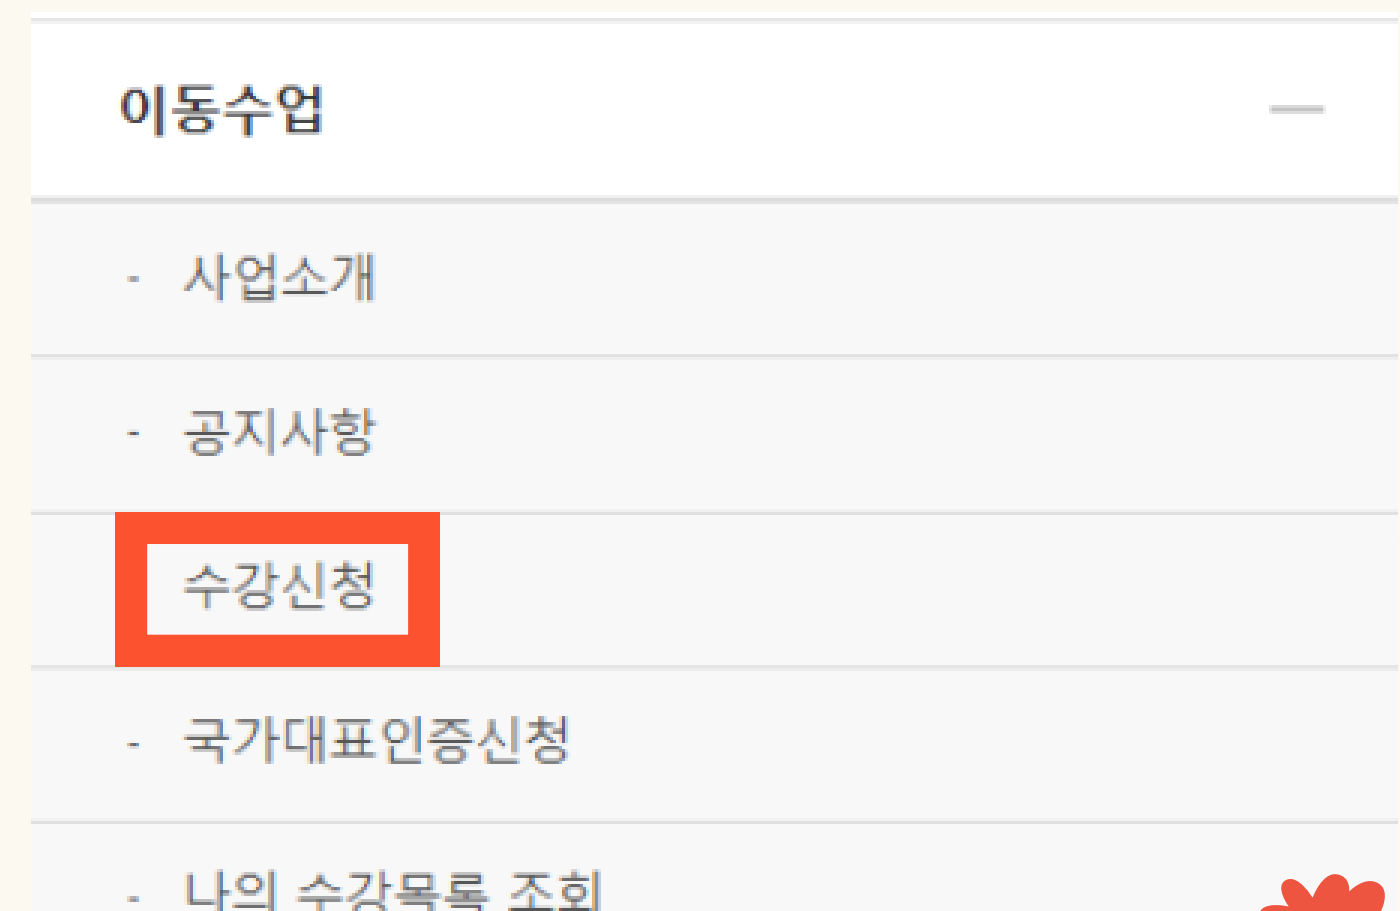 이동수업
- 사업소개
- 공지사항
수강신청
- 국가대표인증신청
- 나의 수강목록 조회